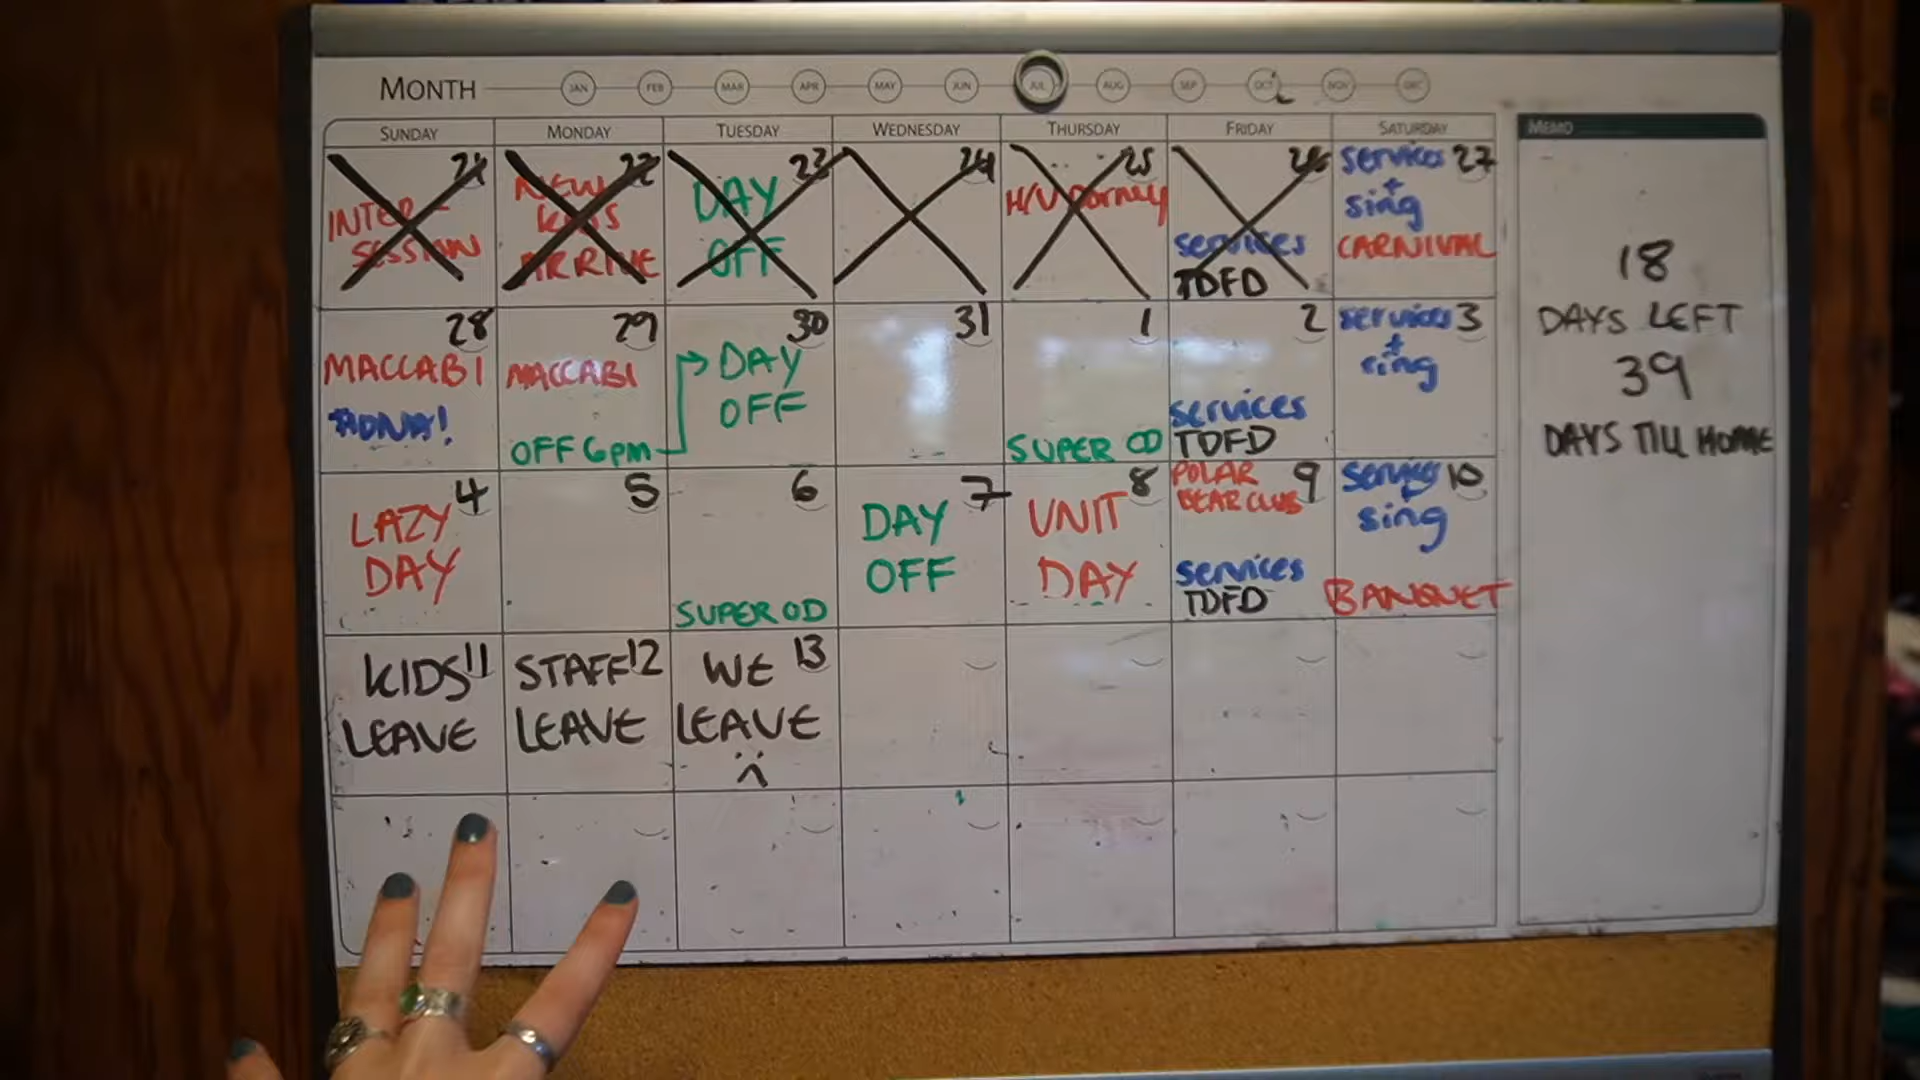 MONTH
JAN FEB MAR APR MAY JUN JUL AUG SEP OCT NOV DEC
SUNDAY MONDAY TUESDAY WEDNESDAY THURSDAY FRIDAY SATURDAY
MEMO
21
INTER-
SESSION
22
NEW
KIDS
ARRIVE
23
DAY
OFF
24
25
H/V Dorney
26
services
TDFD
services 27
+
sing
CARNIVAL
28
MACCABI
29
MACCABI
OFF 6pm
30
DAY
OFF
31
1
SUPER OD
2
services
TDFD
services 3
+
sing
4
LAZY
DAY
5
6
SUPER OD
7
DAY
OFF
8
UNIT
DAY
POLAR
BEAR CLUB 9
services
TDFD
services 10
+
sing
BANQUET
KIDS 11
LEAVE
STAFF 12
LEAVE
WE 13
LEAVE
18
DAYS LEFT
39
DAYS TILL HOME